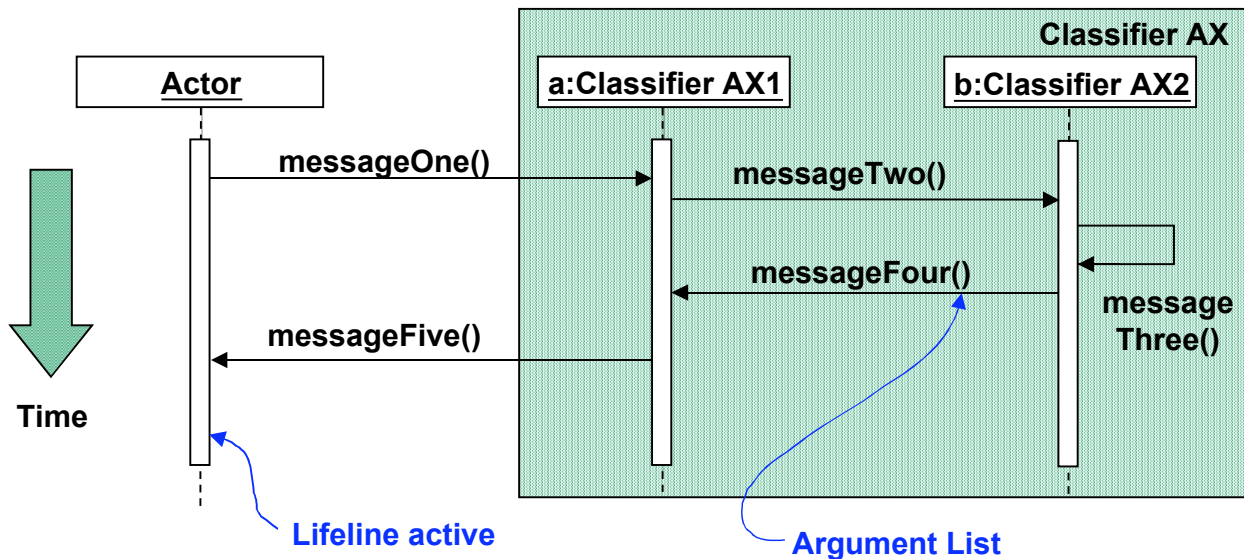 Classifier AX
Actor
a:Classifier AX1
b:Classifier AX2
messageOne()
messageTwo()
messageFour()
message
Three()
messageFive()
Time
Lifeline active
Argument List